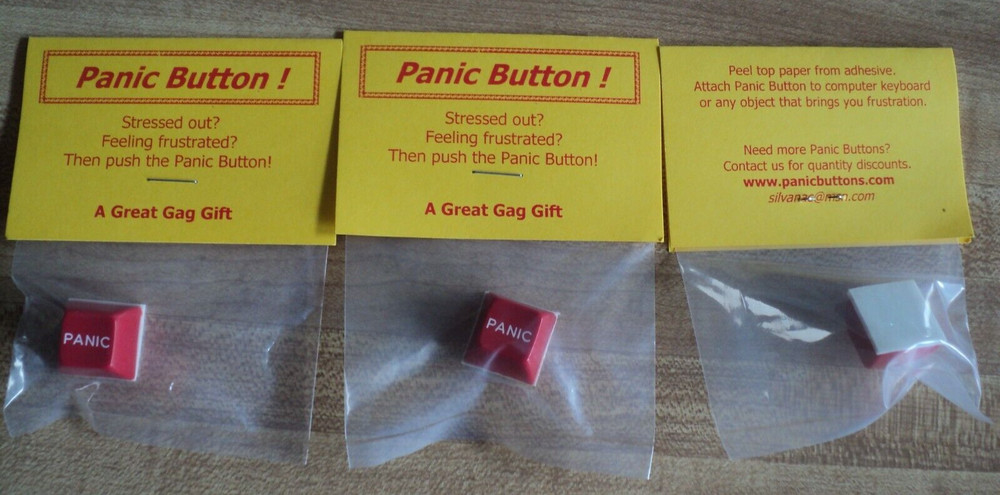 Panic Button !
Stressed out?
Feeling frustrated?
Then push the Panic Button!
A Great Gag Gift
PANIC
Panic Button !
Stressed out?
Feeling frustrated?
Then push the Panic Button!
A Great Gag Gift
PANIC
Peel top paper from adhesive.
Attach Panic Button to computer keyboard
or any object that brings you frustration.
Need more Panic Buttons?
Contact us for quantity discounts.
www.panicbuttons.com